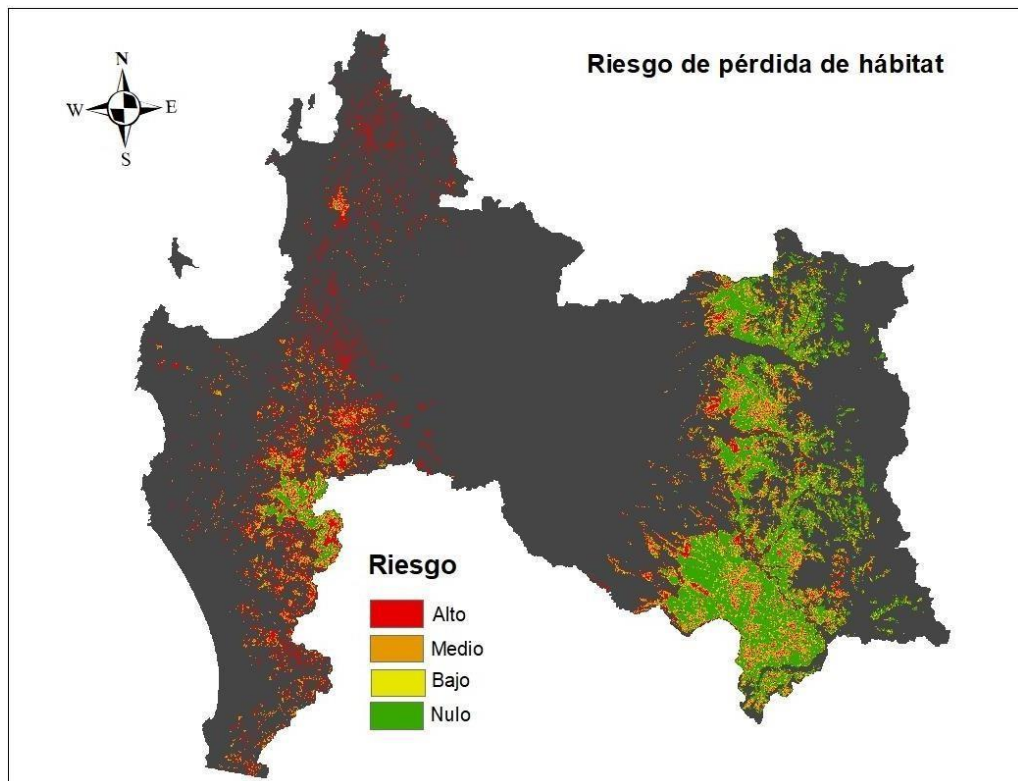 Riesgo de pérdida de hábitat
N
W E
S
Riesgo
Alto
Medio
Bajo
Nulo